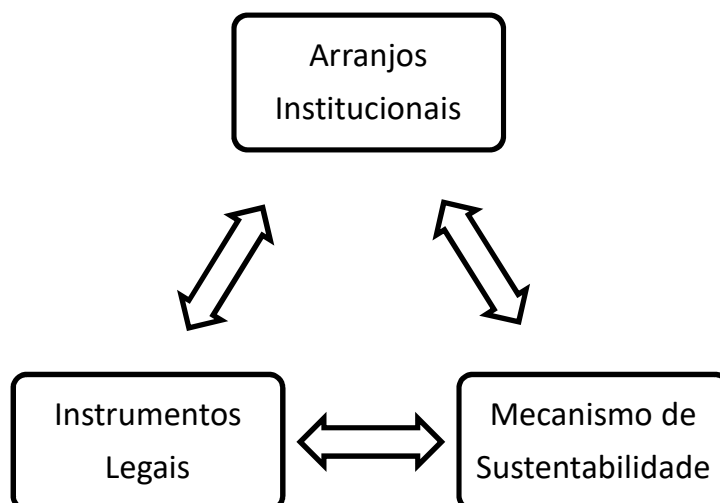 Arranjos
Institucionais
Instrumentos
Legais
Mecanismo de
Sustentabilidade